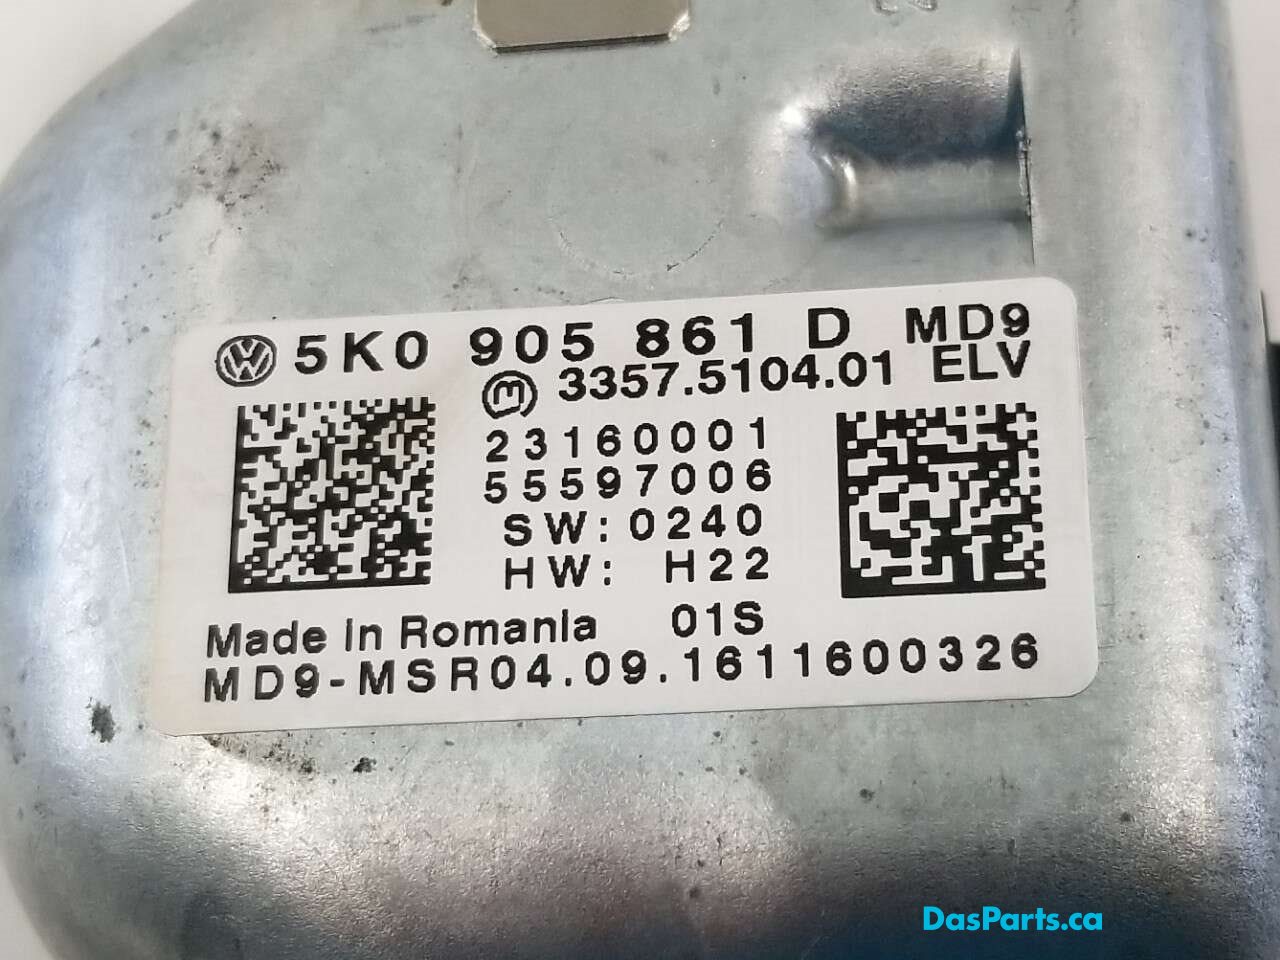 5K0 905 861 D MD9
3357.5104.01 ELV
23160001
55597006
SW: 0240
HW: H22
Made in Romania 01S
MD9-MSR04.09.1611600326
DasParts.ca